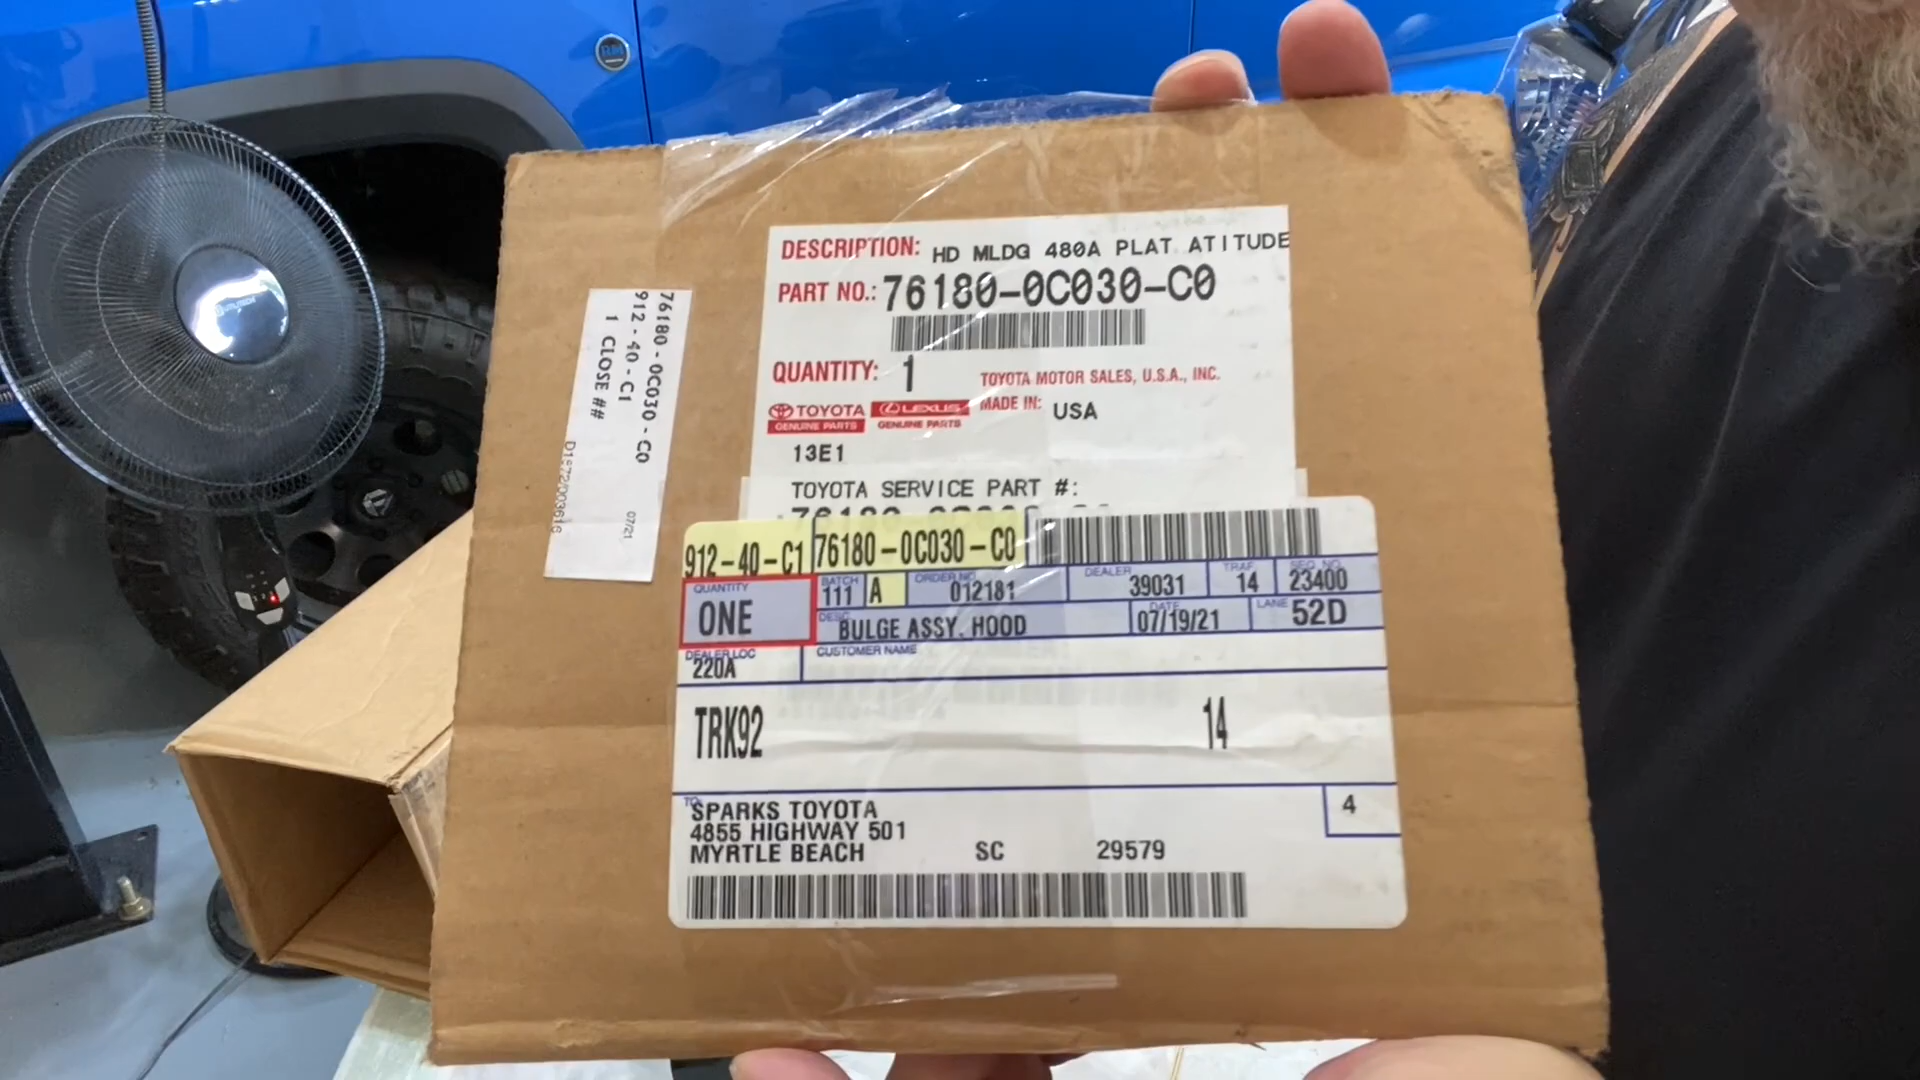 DESCRIPTION: HD MLDG 480A PLAT ATITUDE
PART NO.: 76180-0C030-C0
QUANTITY: 1 TOYOTA MOTOR SALES, U.S.A., INC.
TOYOTA LEXUS MADE IN: USA
GENUINE PARTS GENUINE PARTS
13E1
TOYOTA SERVICE PART #:
76180-0C030-C0
912-40-C1
1 CLOSE ##
07/21
912-40-C1 76180-0C030-C0
QUANTITY BATCH ORDER NO. DEALER TRAF SEQ. NO.
ONE 111 A 012181 39031 14 23400
DESC DATE LANE
BULGE ASSY, HOOD 07/19/21 52D
DEALER LOC CUSTOMER NAME
220A
TRK92 14
TO:
SPARKS TOYOTA 4
4855 HIGHWAY 501
MYRTLE BEACH SC 29579